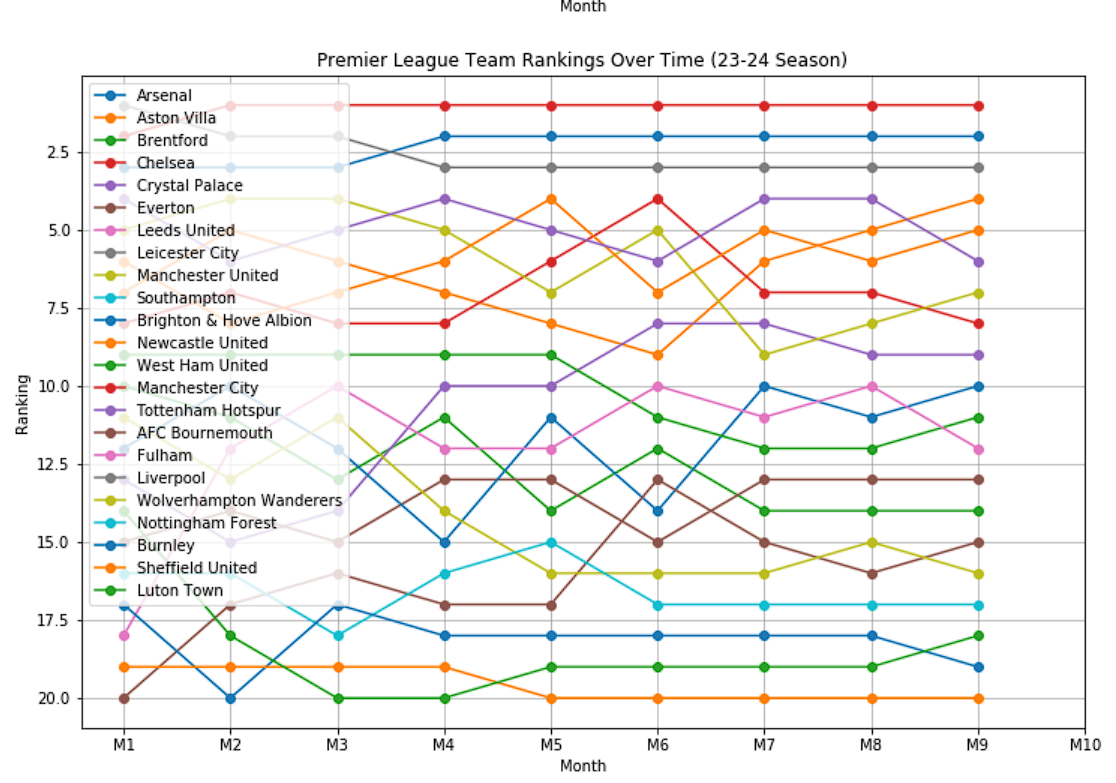 Month
Premier League Team Rankings Over Time (23-24 Season)
Arsenal
Aston Villa
Brentford
Chelsea
Crystal Palace
Everton
Leeds United
Leicester City
Manchester United
Southampton
Brighton & Hove Albion
Newcastle United
West Ham United
Manchester City
Tottenham Hotspur
AFC Bournemouth
Fulham
Liverpool
Wolverhampton Wanderers
Nottingham Forest
Burnley
Sheffield United
Luton Town
Ranking
2.5
5.0
7.5
10.0
12.5
15.0
17.5
20.0
M1 M2 M3 M4 M5 M6 M7 M8 M9 M10
Month